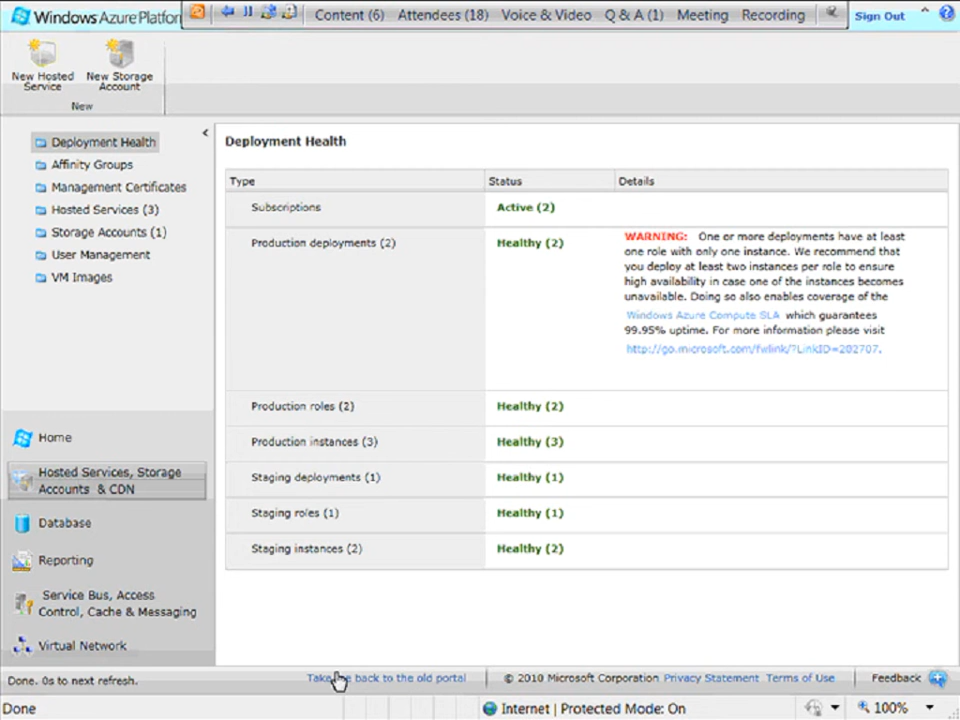 Windows Azure Platfor
Content (6) Attendees (18) Voice & Video Q & A (1) Meeting Recording
Sign Out
New Hosted Service
New Storage Account
New
Deployment Health
Affinity Groups
Management Certificates
Hosted Services (3)
Storage Accounts (1)
User Management
VM Images
Home
Hosted Services, Storage
Accounts & CDN
Database
Reporting
Service Bus, Access
Control, Cache & Messaging
Virtual Network
Deployment Health
Type Status Details
Subscriptions Active (2)
Production deployments (2) Healthy (2)
WARNING: One or more deployments have at least
one role with only one instance. We recommend that
you deploy at least two instances per role to ensure
high availability in case one of the instances becomes
unavailable. Doing so also enables coverage of the
Windows Azure Compute SLA which guarantees
99.95% uptime. For more information please visit
http://go.microsoft.com/fwlink/?LinkID=202707.
Production roles (2) Healthy (2)
Production instances (3) Healthy (3)
Staging deployments (1) Healthy (1)
Staging roles (1) Healthy (1)
Staging instances (2) Healthy (2)
Done. 0s to next refresh.
Take me back to the old portal
© 2010 Microsoft Corporation Privacy Statement Terms of Use
Feedback
Done
Internet | Protected Mode: On
100%